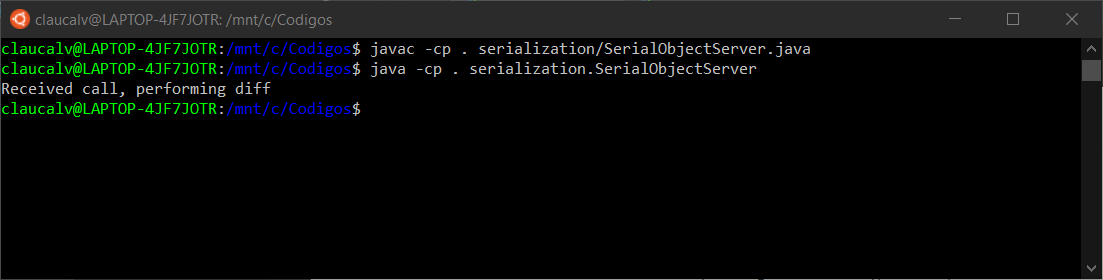 claucalv@LAPTOP-4JF7JOTR: /mnt/c/Codigos
claucalv@LAPTOP-4JF7JOTR:/mnt/c/Codigos$ javac -cp . serialization/SerialObjectServer.java
claucalv@LAPTOP-4JF7JOTR:/mnt/c/Codigos$ java -cp . serialization.SerialObjectServer
Received call, performing diff
claucalv@LAPTOP-4JF7JOTR:/mnt/c/Codigos$